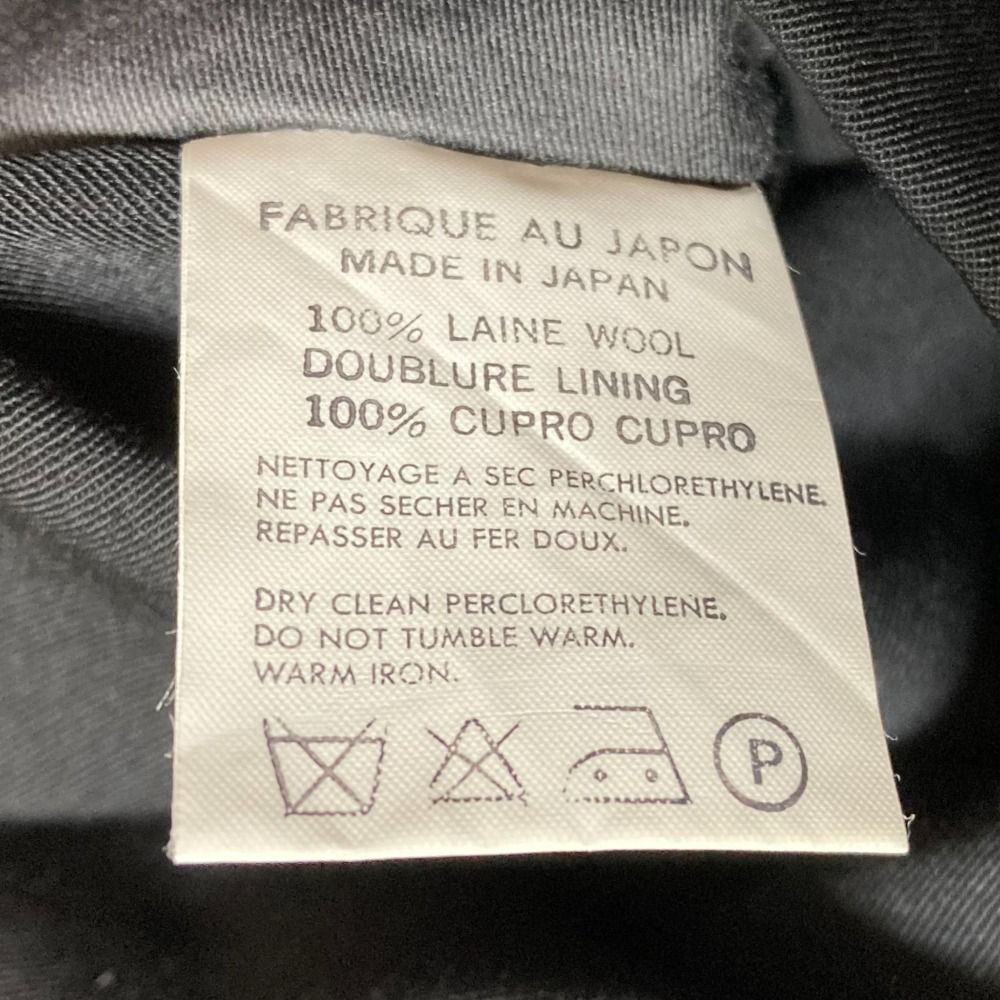 FABRIQUE AU JAPON
MADE IN JAPAN
100% LAINE WOOL
DOUBLURE LINING
100% CUPRO CUPRO
NETTOYAGE A SEC PERCHLORETHYLENE.
NE PAS SECHER EN MACHINE.
REPASSER AU FER DOUX.
DRY CLEAN PERCLORETHYLENE.
DO NOT TUMBLE WARM.
WARM IRON.
P